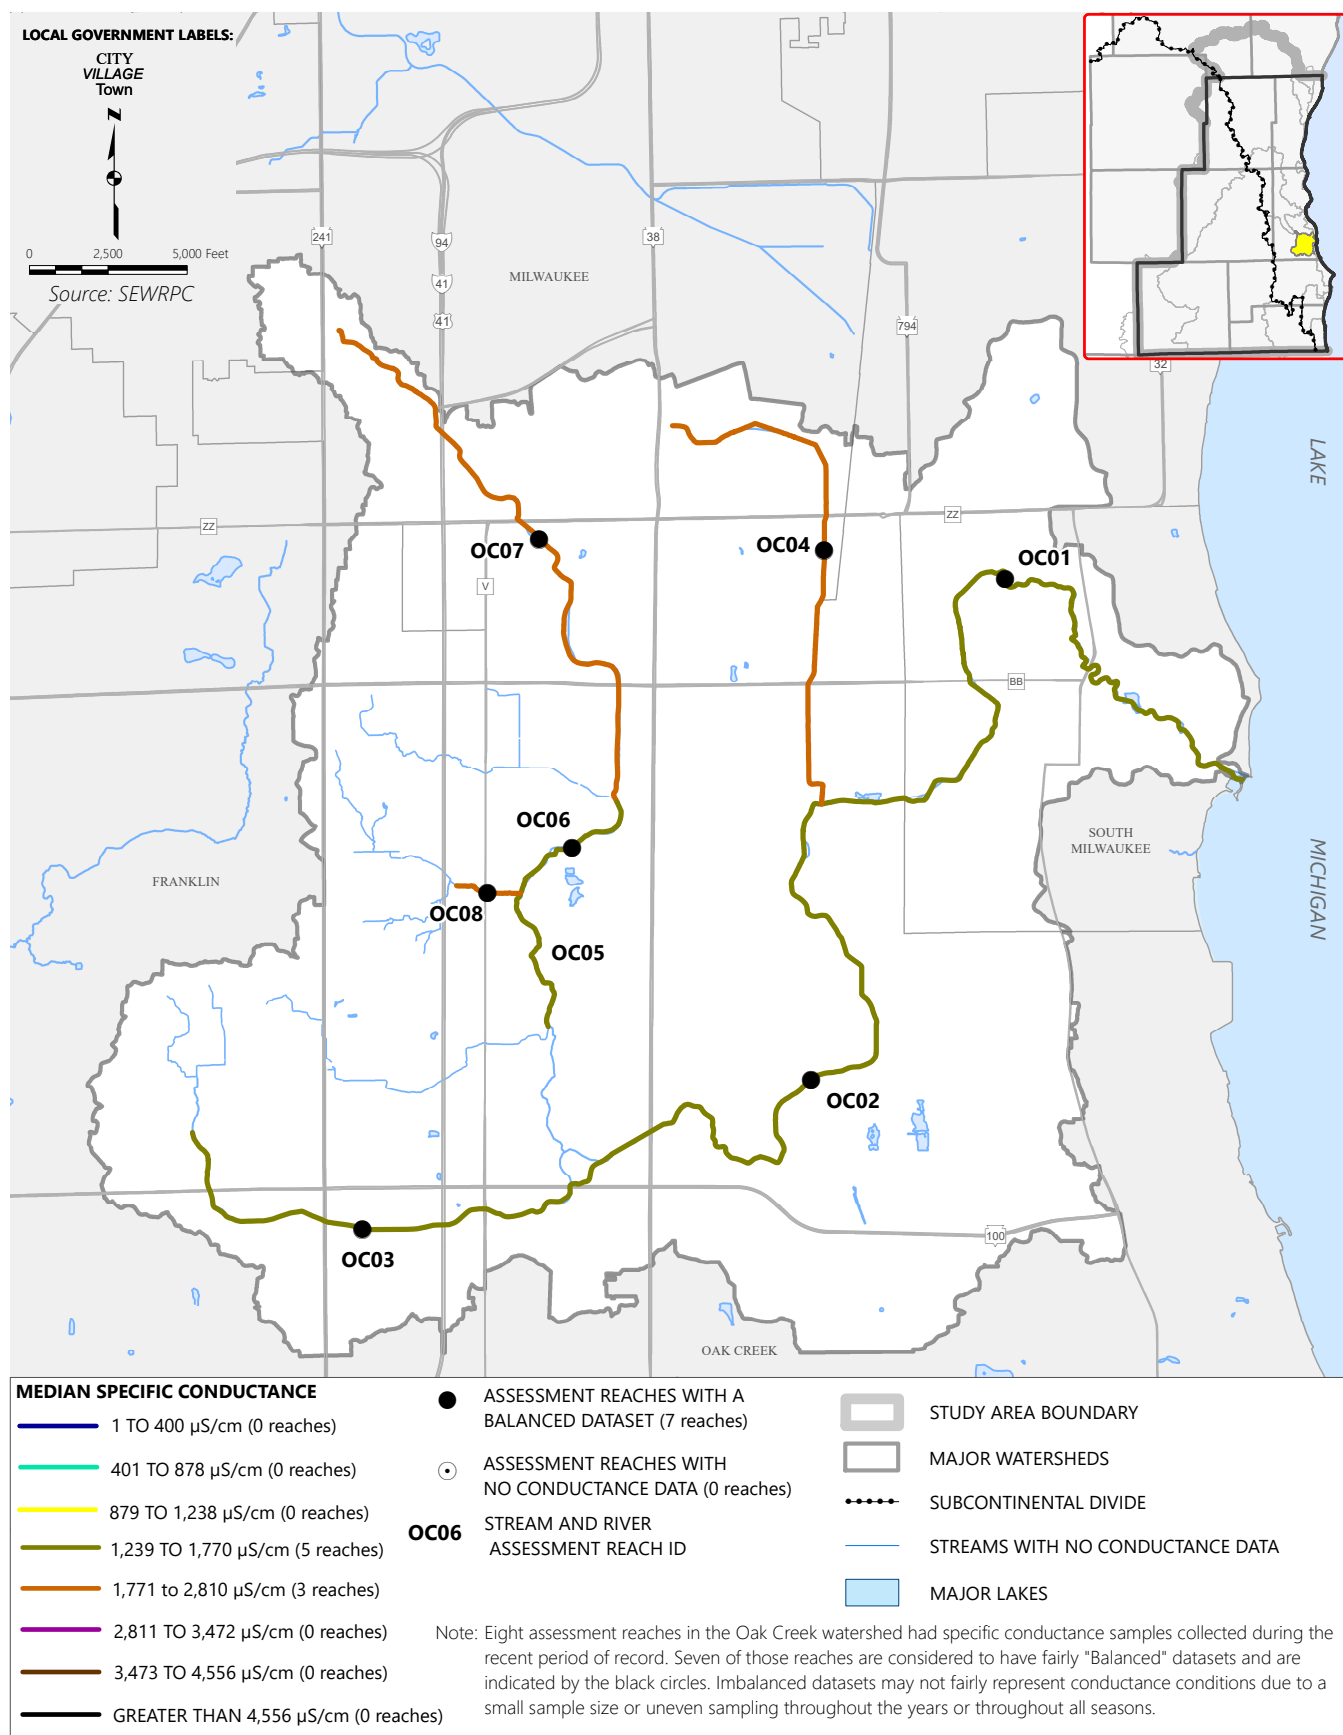 LOCAL GOVERNMENT LABELS:
CITY
VILLAGE
Town
N
0 2,500 5,000 Feet
Source: SEWRPC
241
94
41
41
38
794
32
MILWAUKEE
LAKE
ZZ
ZZ
OC07
OC04
OC01
V
BB
OC06
SOUTH
MILWAUKEE
MICHIGAN
FRANKLIN
OC08
OC05
OC02
100
OC03
OAK CREEK
MEDIAN SPECIFIC CONDUCTANCE
1 TO 400 µS/cm (0 reaches)
401 TO 878 µS/cm (0 reaches)
879 TO 1,238 µS/cm (0 reaches)
1,239 TO 1,770 µS/cm (5 reaches)
1,771 to 2,810 µS/cm (3 reaches)
2,811 TO 3,472 µS/cm (0 reaches)
3,473 TO 4,556 µS/cm (0 reaches)
GREATER THAN 4,556 µS/cm (0 reaches)
ASSESSMENT REACHES WITH A
BALANCED DATASET (7 reaches)
ASSESSMENT REACHES WITH
NO CONDUCTANCE DATA (0 reaches)
OC06 STREAM AND RIVER
ASSESSMENT REACH ID
STUDY AREA BOUNDARY
MAJOR WATERSHEDS
SUBCONTINENTAL DIVIDE
STREAMS WITH NO CONDUCTANCE DATA
MAJOR LAKES
Note: Eight assessment reaches in the Oak Creek watershed had specific conductance samples collected during the
recent period of record. Seven of those reaches are considered to have fairly "Balanced" datasets and are
indicated by the black circles. Imbalanced datasets may not fairly represent conductance conditions due to a
small sample size or uneven sampling throughout the years or throughout all seasons.